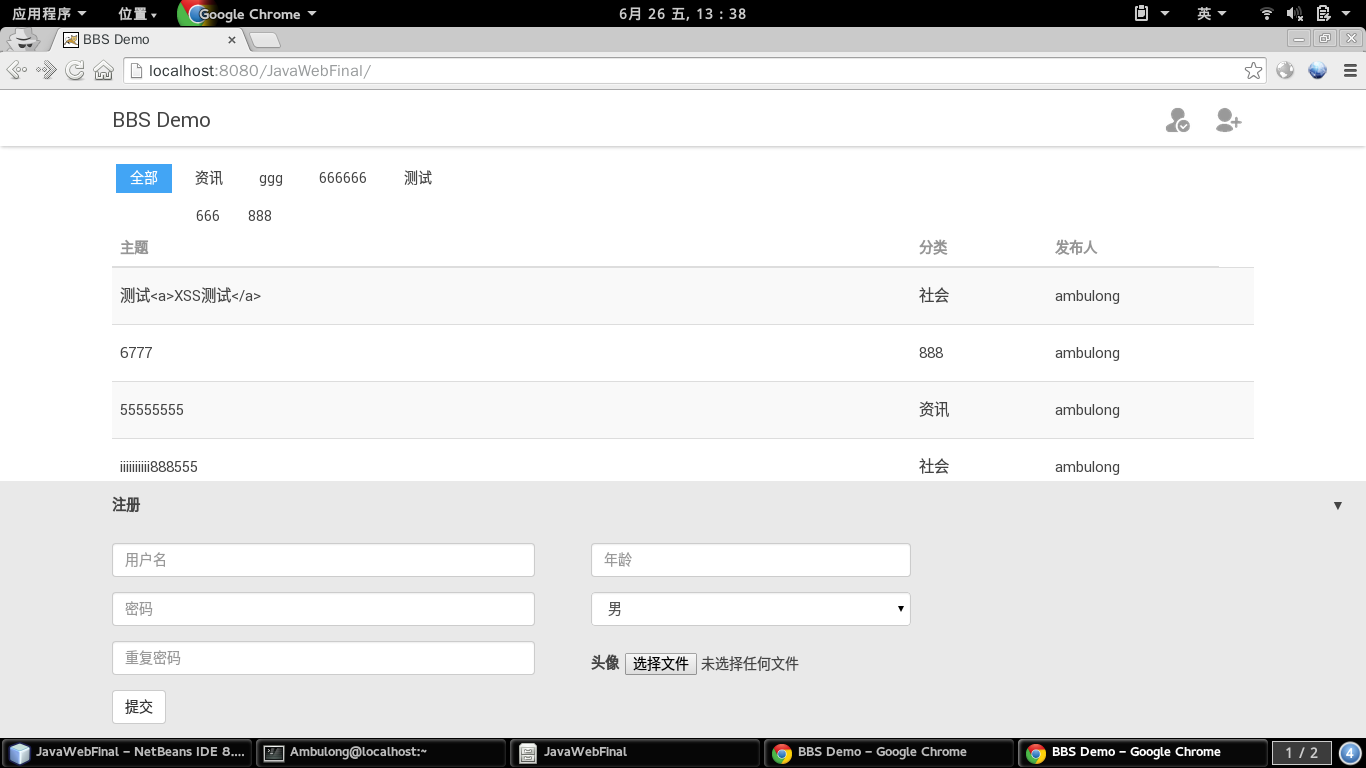 应用程序 位置 Google Chrome 6月 26 五, 13 : 38 英
BBS Demo
localhost:8080/JavaWebFinal/
BBS Demo
全部 资讯 ggg 666666 测试
666 888
主题 分类 发布人
测试<a>XSS测试</a> 社会 ambulong
6777 888 ambulong
55555555 资讯 ambulong
iiiiiiiiii888555 社会 ambulong
注册 ▼
用户名 年龄
密码 男
重复密码 头像 选择文件 未选择任何文件
提交
JavaWebFinal – NetBeans IDE 8.... Ambulong@localhost:~ JavaWebFinal BBS Demo – Google Chrome BBS Demo – Google Chrome 1 / 2 4